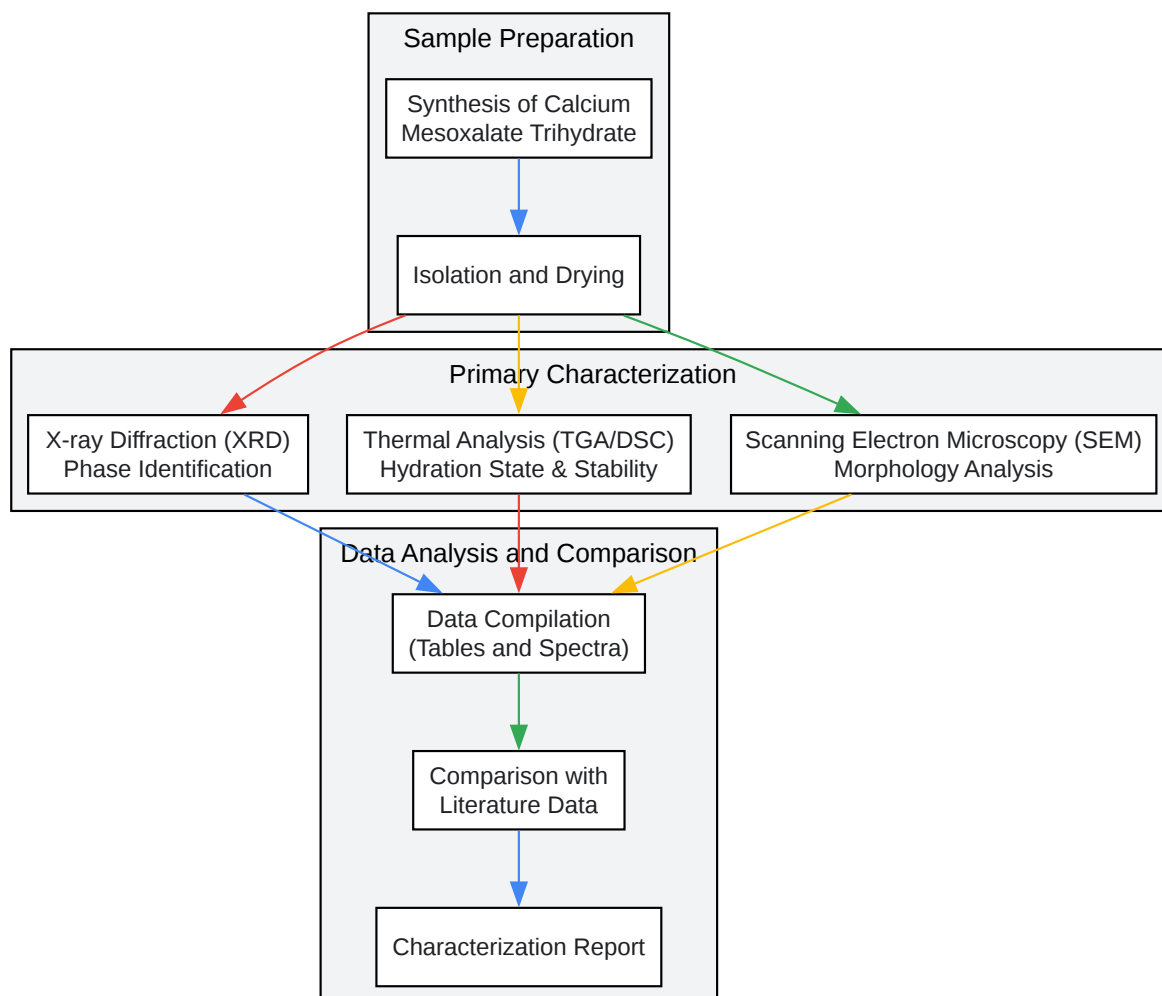 Sample Preparation
Synthesis of Calcium
Mesoxalate Trihydrate
Isolation and Drying
Primary Characterization
X-ray Diffraction (XRD)
Phase Identification
Thermal Analysis (TGA/DSC)
Hydration State & Stability
Scanning Electron Microscopy (SEM)
Morphology Analysis
Data Analysis and Comparison
Data Compilation
(Tables and Spectra)
Comparison with
Literature Data
Characterization Report